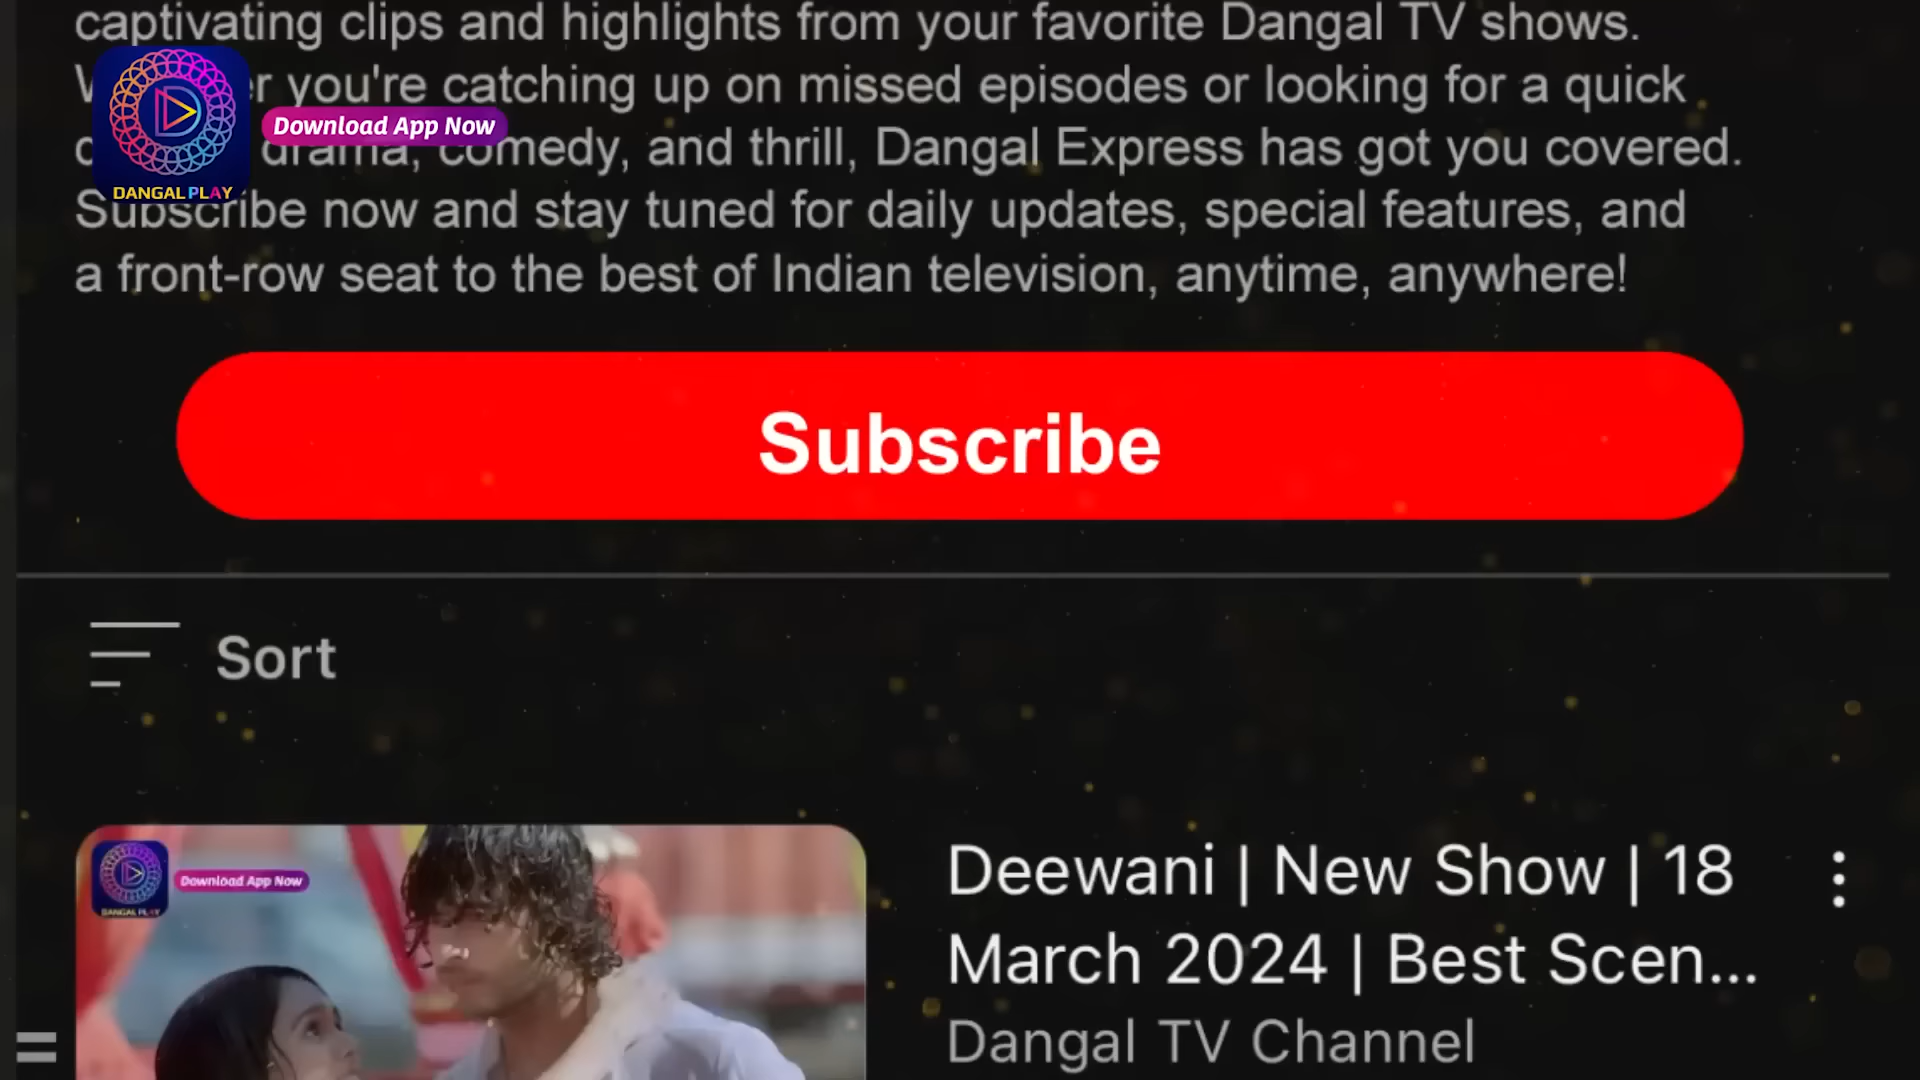 captivating clips and highlights from your favorite Dangal TV shows.
you're catching up on missed episodes or looking for a quick
drama, comedy, and thrill, Dangal Express has got you covered.
Subscribe now and stay tuned for daily updates, special features, and
a front-row seat to the best of Indian television, anytime, anywhere!
Download App Now
DANGAL PLAY
Subscribe
Sort
Download App Now
DANGAL PLAY
Deewani | New Show | 18
March 2024 | Best Scen...
Dangal TV Channel